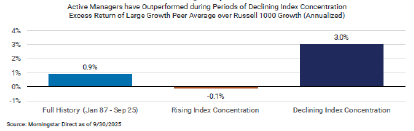 Active Managers have Outperformed during Periods of Declining Index Concentration
Excess Return of Large Growth Peer Average over Russell 1000 Growth (Annualized)
4%
3%
2%
1%
0%
-1%
0.9%
-0.1%
3.0%
Full History (Jan 87 - Sep 25)
Rising Index Concentration
Declining Index Concentration
Source: Morningstar Direct as of 9/30/2025